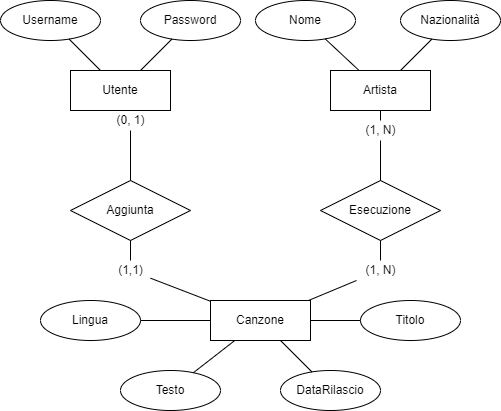 Username
Password
Nome
Nazionalità
Utente
Artista
(0, 1)
(1, N)
Aggiunta
Esecuzione
(1,1)
(1, N)
Lingua
Canzone
Titolo
Testo
DataRilascio